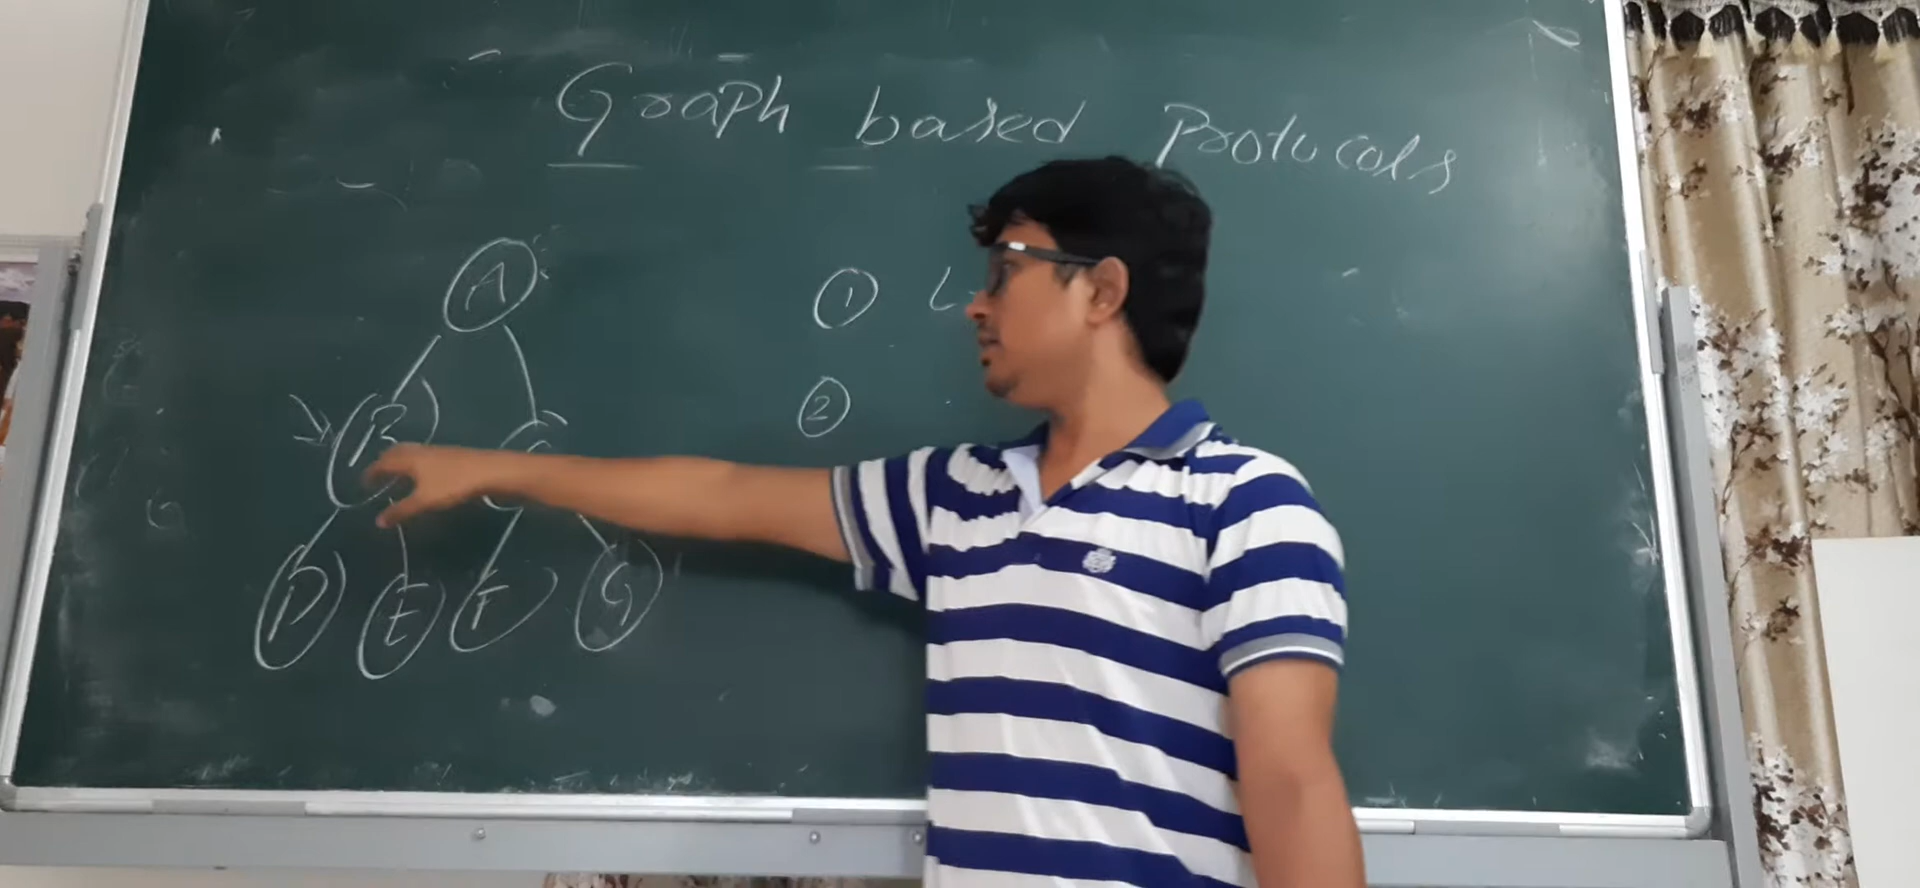 Graph based Protocols
A
① L
B
②
D E F G